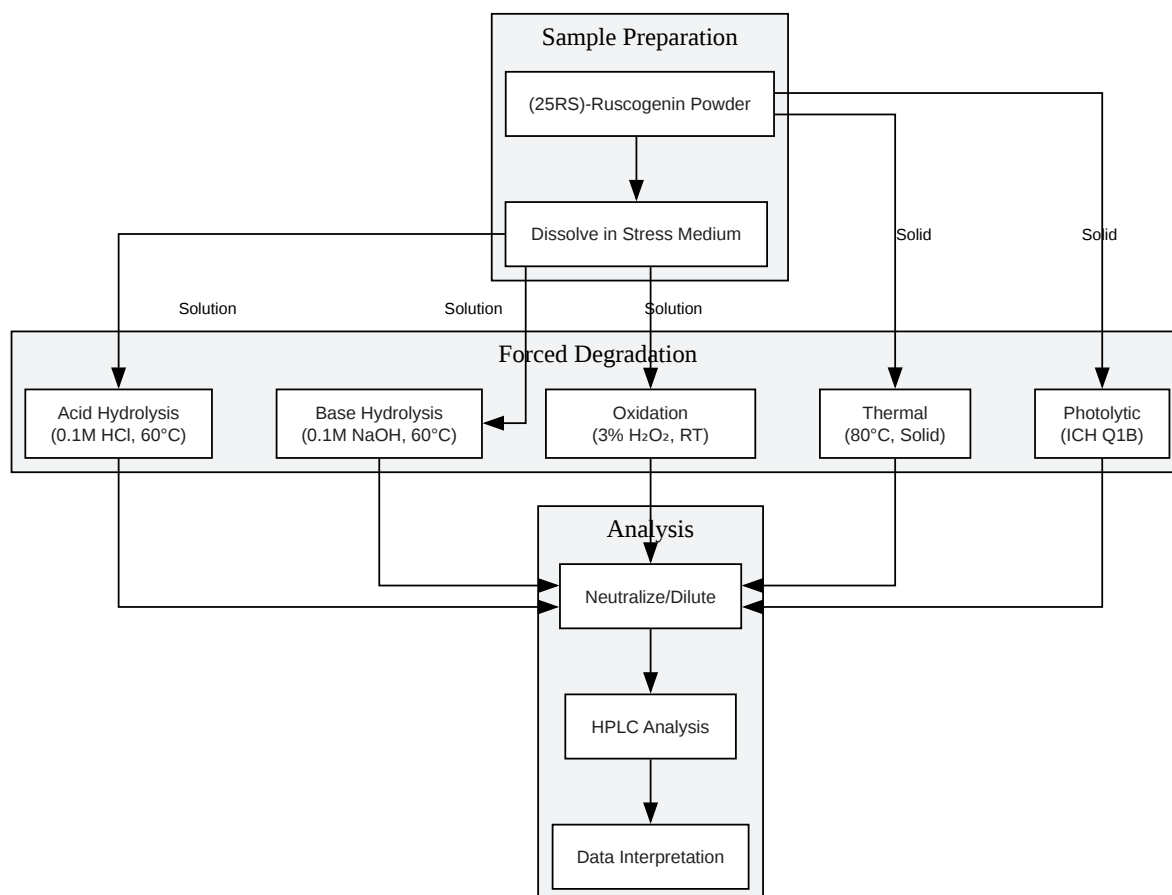 Sample Preparation
(25RS)-Ruscogenin Powder
Dissolve in Stress Medium
Solid
Solid
Solution
Solution
Solution
Forced Degradation
Acid Hydrolysis
(0.1M HCl, 60°C)
Base Hydrolysis
(0.1M NaOH, 60°C)
Oxidation
(3% H₂O₂, RT)
Thermal
(80°C, Solid)
Photolytic
(ICH Q1B)
Analysis
Neutralize/Dilute
HPLC Analysis
Data Interpretation